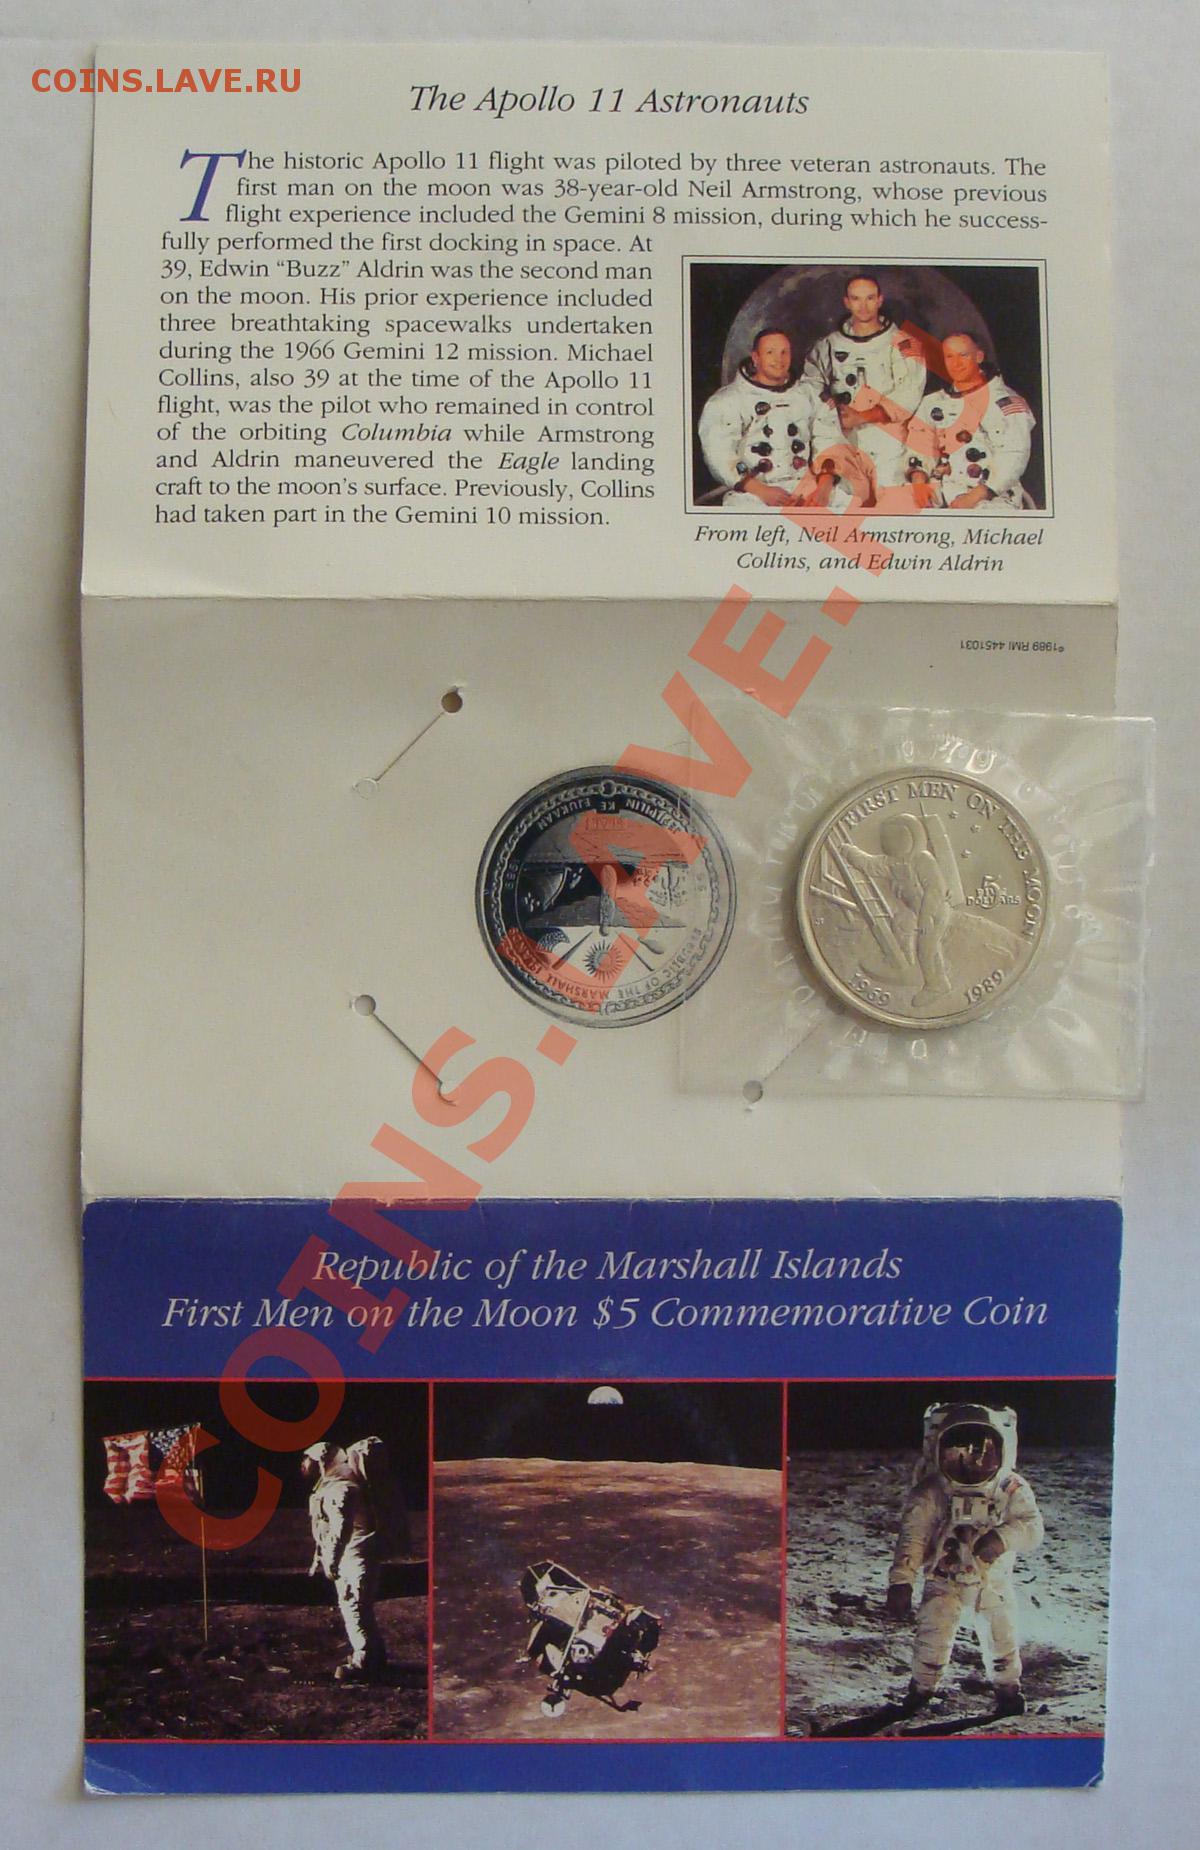 COINS.LAVE.RU
The Apollo 11 Astronauts
The historic Apollo 11 flight was piloted by three veteran astronauts. The
first man on the moon was 38-year-old Neil Armstrong, whose previous
flight experience included the Gemini 8 mission, during which he success-
fully performed the first docking in space. At
39, Edwin “Buzz” Aldrin was the second man
on the moon. His prior experience included
three breathtaking spacewalks undertaken
during the 1966 Gemini 12 mission. Michael
Collins, also 39 at the time of the Apollo 11
flight, was the pilot who remained in control
of the orbiting Columbia while Armstrong
and Aldrin maneuvered the Eagle landing
craft to the moon's surface. Previously, Collins
had taken part in the Gemini 10 mission.
From left, Neil Armstrong, Michael
Collins, and Edwin Aldrin
©1989 RMI 4451031
JEPILPILIN KE EJUKAAN
1989
REPUBLIC OF THE MARSHALL ISLANDS
FIRST MEN ON THE MOON
5
FIVE
DOLLARS
1969 1989
COINS.LAVE.RU
Republic of the Marshall Islands
First Men on the Moon $5 Commemorative Coin